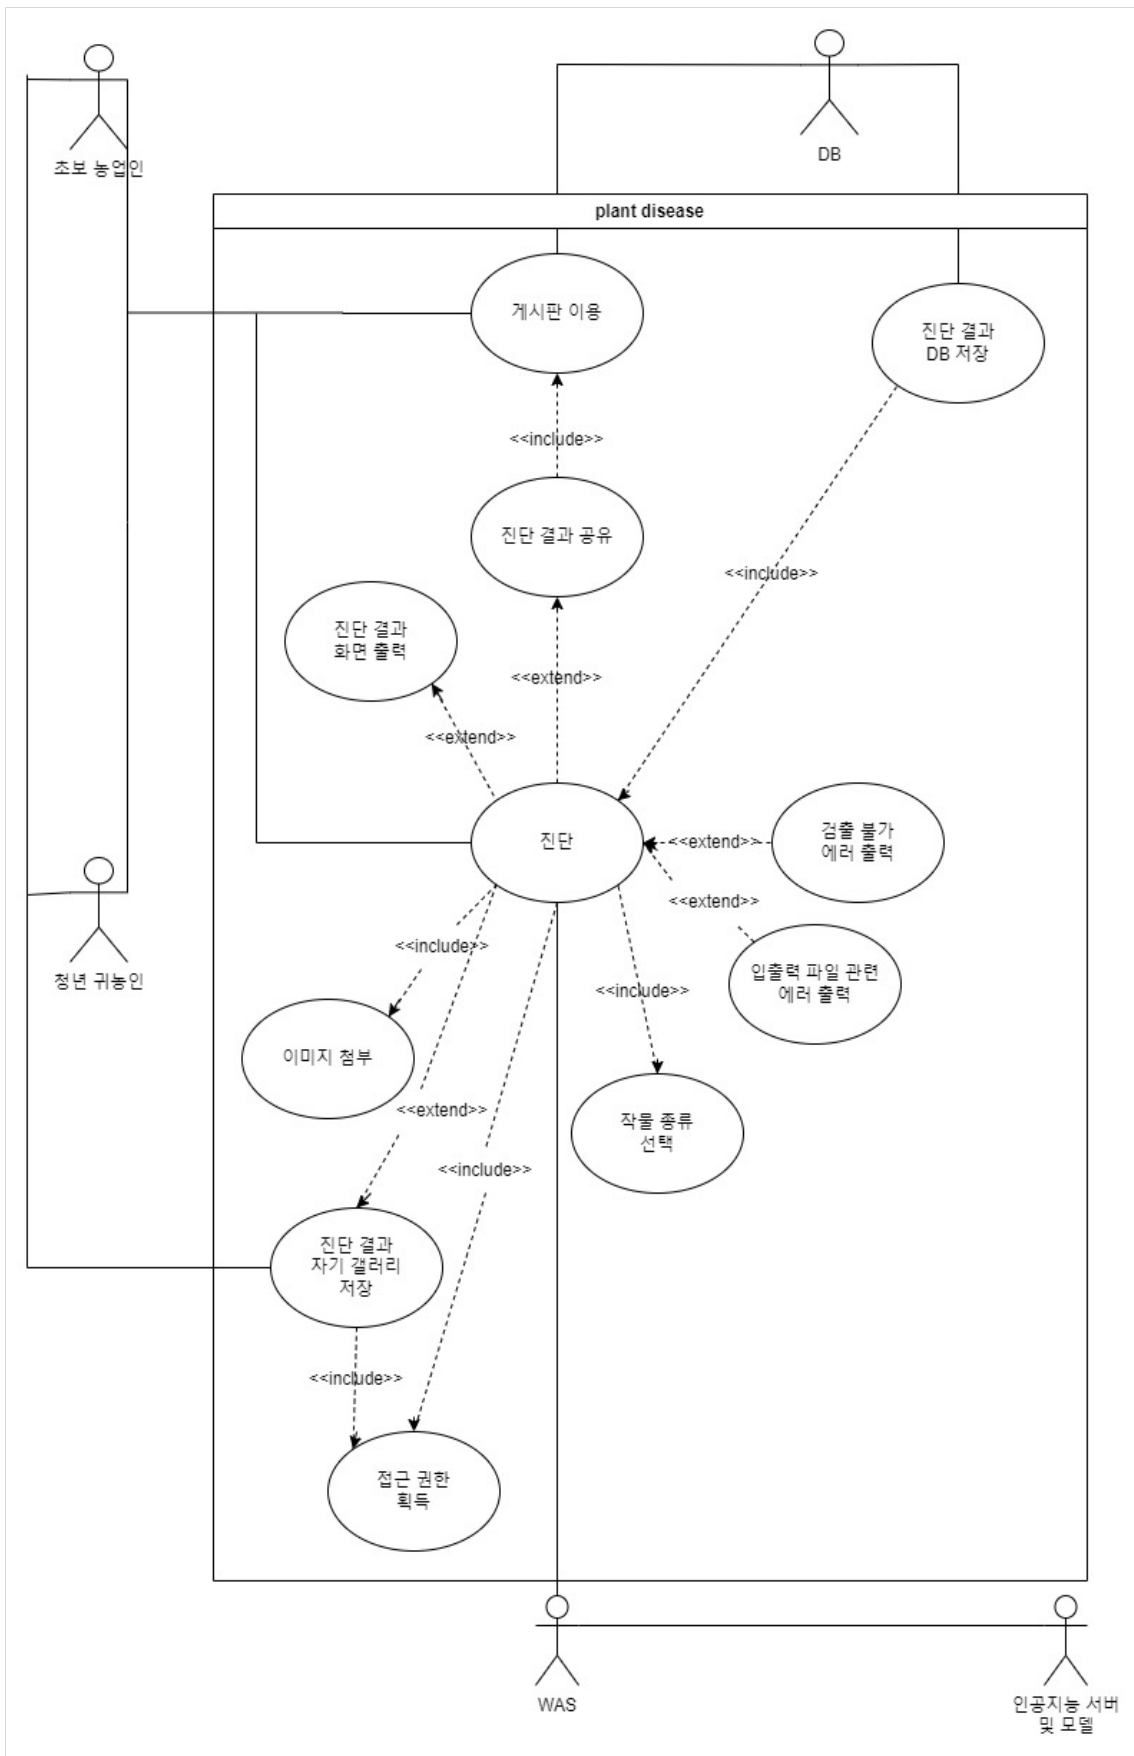 초보 농업인
DB
plant disease
게시판 이용
진단 결과
DB 저장
<<include>>
진단 결과 공유
<<include>>
진단 결과
화면 출력
<<extend>>
<<extend>>
진단
<<extend>>
검출 불가
에러 출력
<<extend>>
청년 귀농인
<<include>>
입출력 파일 관련
에러 출력
<<include>>
이미지 첨부
<<extend>>
작물 종류
선택
<<include>>
진단 결과
자기 갤러리
저장
<<include>>
접근 권한
획득
WAS
인공지능 서버
및 모델